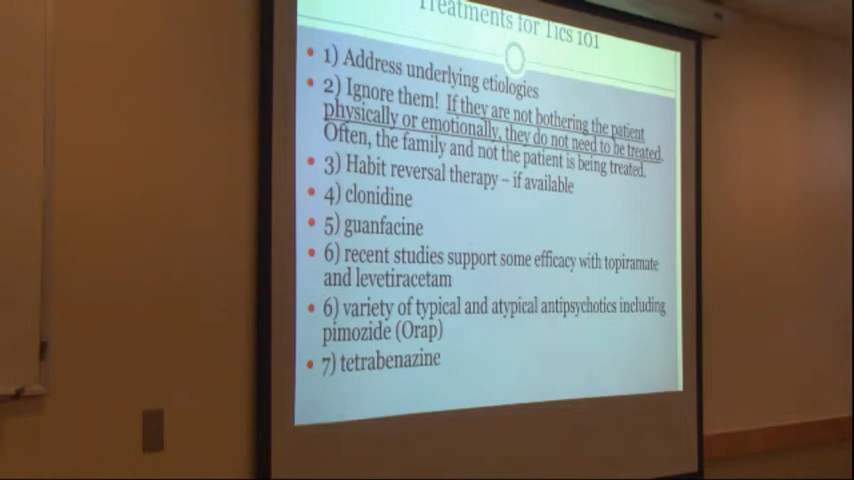 Treatments for Tics 101
• 1) Address underlying etiologies
• 2) Ignore them! If they are not bothering the patient
physically or emotionally, they do not need to be treated.
Often, the family and not the patient is being treated.
• 3) Habit reversal therapy – if available
• 4) clonidine
• 5) guanfacine
• 6) recent studies support some efficacy with topiramate
and levetiracetam
• 6) variety of typical and atypical antipsychotics including
pimozide (Orap)
• 7) tetrabenazine